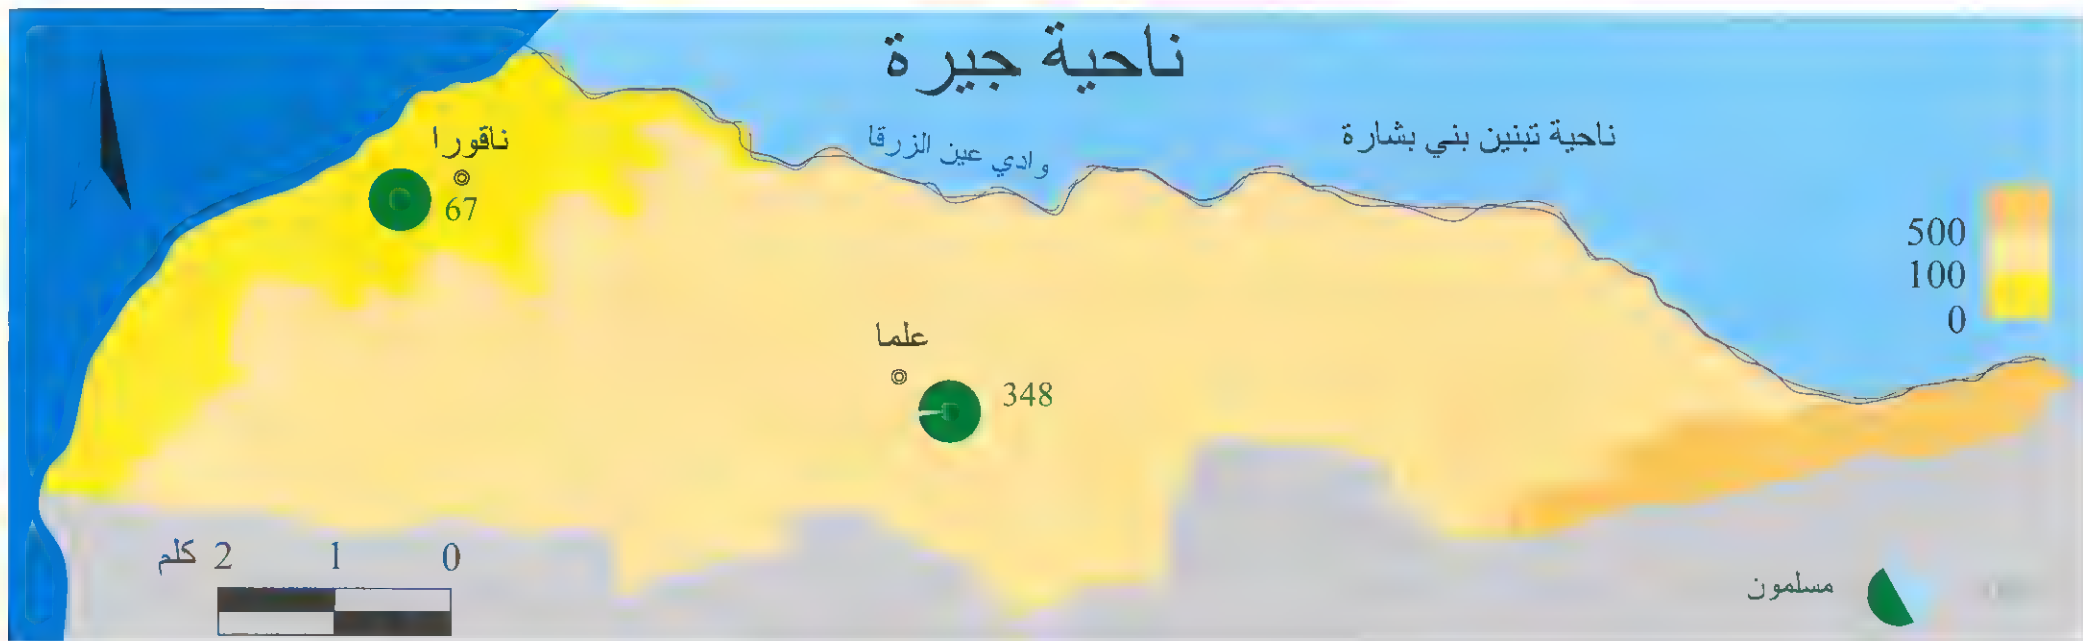 ناحية جيرة
ناحية تبنين بني بشارة
وادي عين الزرقا
ناقورا
67
500
100
0
علما
348
0 1 2 كلم
مسلمون